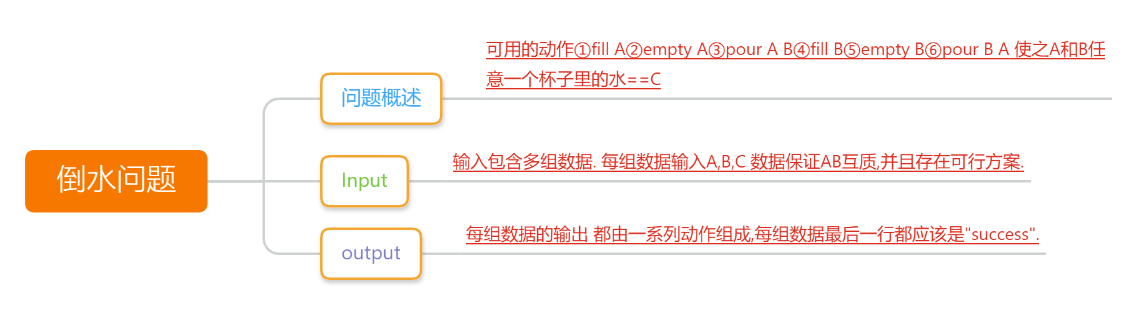 倒水问题
问题概述
可用的动作①fill A②empty A③pour A B④fill B⑤empty B⑥pour B A 使之A和B任
意一个杯子里的水==C
Input
输入包含多组数据. 每组数据输入A,B,C 数据保证AB互质,并且存在可行方案.
output
每组数据的输出 都由一系列动作组成,每组数据最后一行都应该是"success".